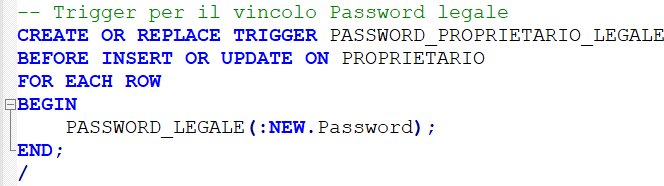 -- Trigger per il vincolo Password legale
CREATE OR REPLACE TRIGGER PASSWORD_PROPRIETARIO_LEGALE
BEFORE INSERT OR UPDATE ON PROPRIETARIO
FOR EACH ROW
BEGIN
    PASSWORD_LEGALE(:NEW.Password);
END;
/